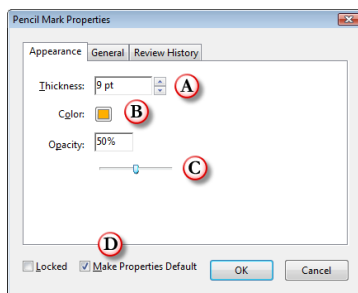 Pencil Mark Properties
Appearance General Review History
Thickness: 9 pt A
Color: B
Opacity: 50%
C
D
Locked Make Properties Default OK Cancel